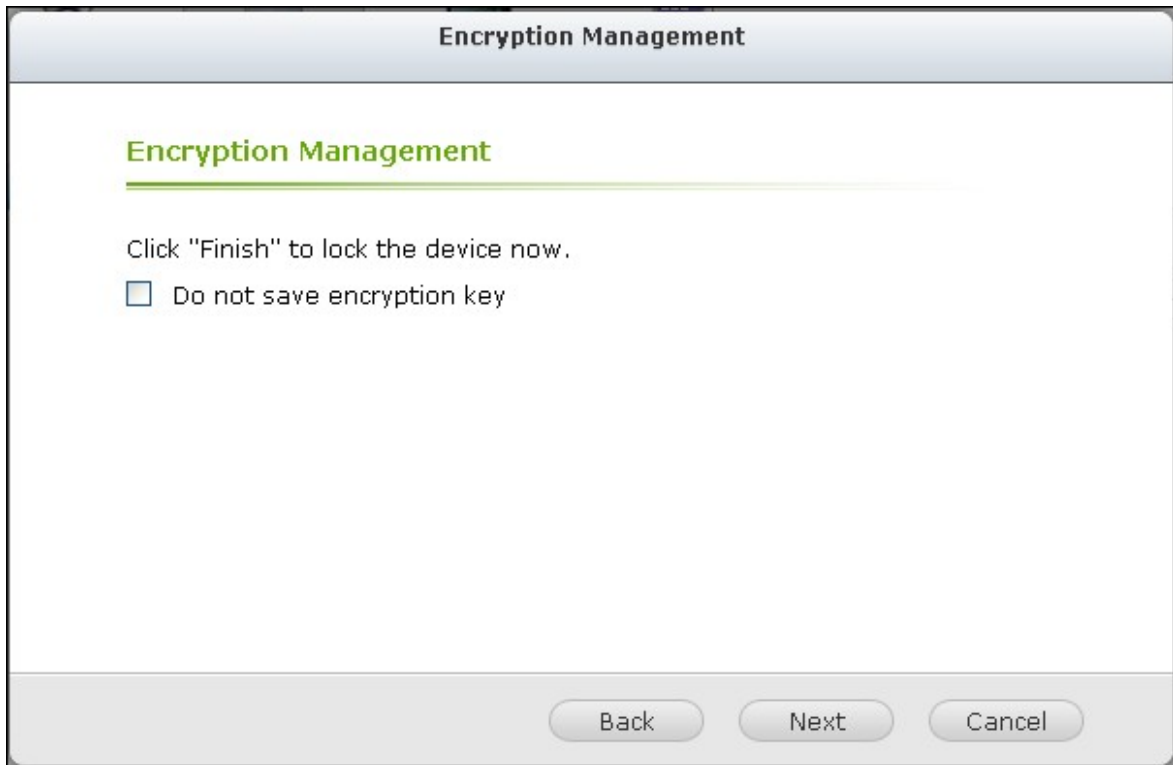 Encryption Management
Encryption Management
Click "Finish" to lock the device now.
Do not save encryption key
Back Next Cancel